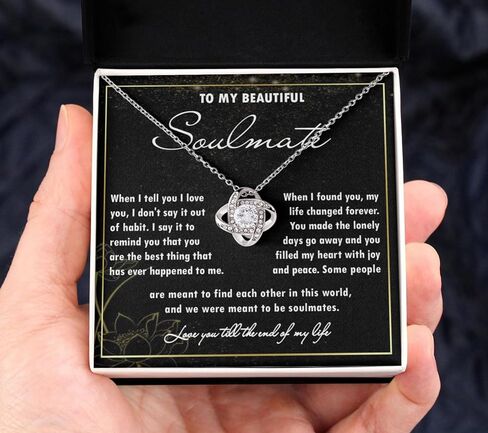 TO MY BEAUTIFUL
Soulmate
When I tell you I love
you, I don't say it out
of habit. I say it to
remind you that you
are the best thing that
has ever happened to me.
When I found you, my
life changed forever.
You made the lonely
days go away and you
filled my heart with joy
and peace. Some people
are meant to find each other in this world,
and we were meant to be soulmates.
Love you till the end of my life